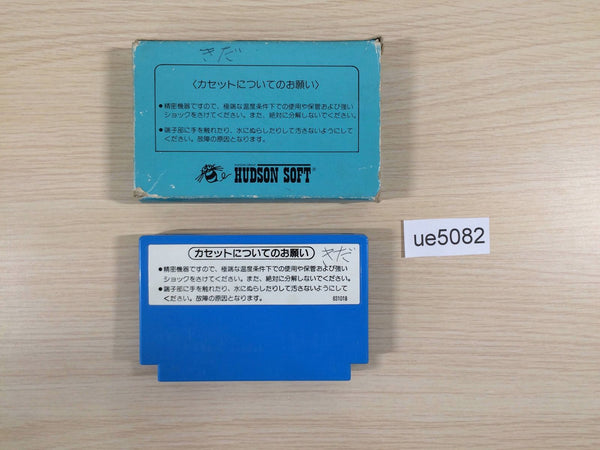 きだ
〈カセットについてのお願い〉
●精密機器ですので、極端な温度条件下での使用や保管および強い
ショックをさけてください。また、絶対に分解しないでください。
●端子部に手を触れたり、水にぬらしたりして汚さないようにして
ください。故障の原因となります。
HUDSON SOFT®
カセットについてのお願い
きだ
●精密機器ですので、極端な温度条件下での使用や保管および強い
ショックをさけてください。また、絶対に分解しないでください。
●端子部に手を触れたり、水にぬらしたりして汚さないようにして
ください。故障の原因となります。
831018
ue5082